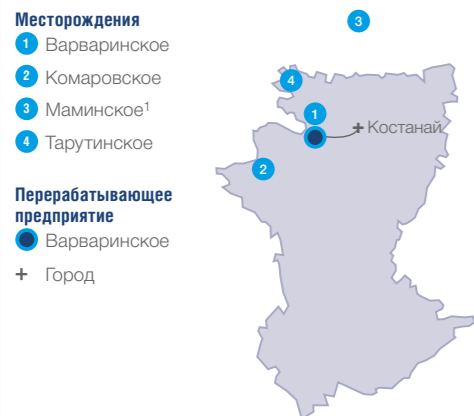 Месторождения
1 Варваринское
2 Комаровское
3 Маминское¹
4 Тарутинское
Перерабатывающее
предприятие
Варваринское
+ Город
3
4
1
+ Костанай
2